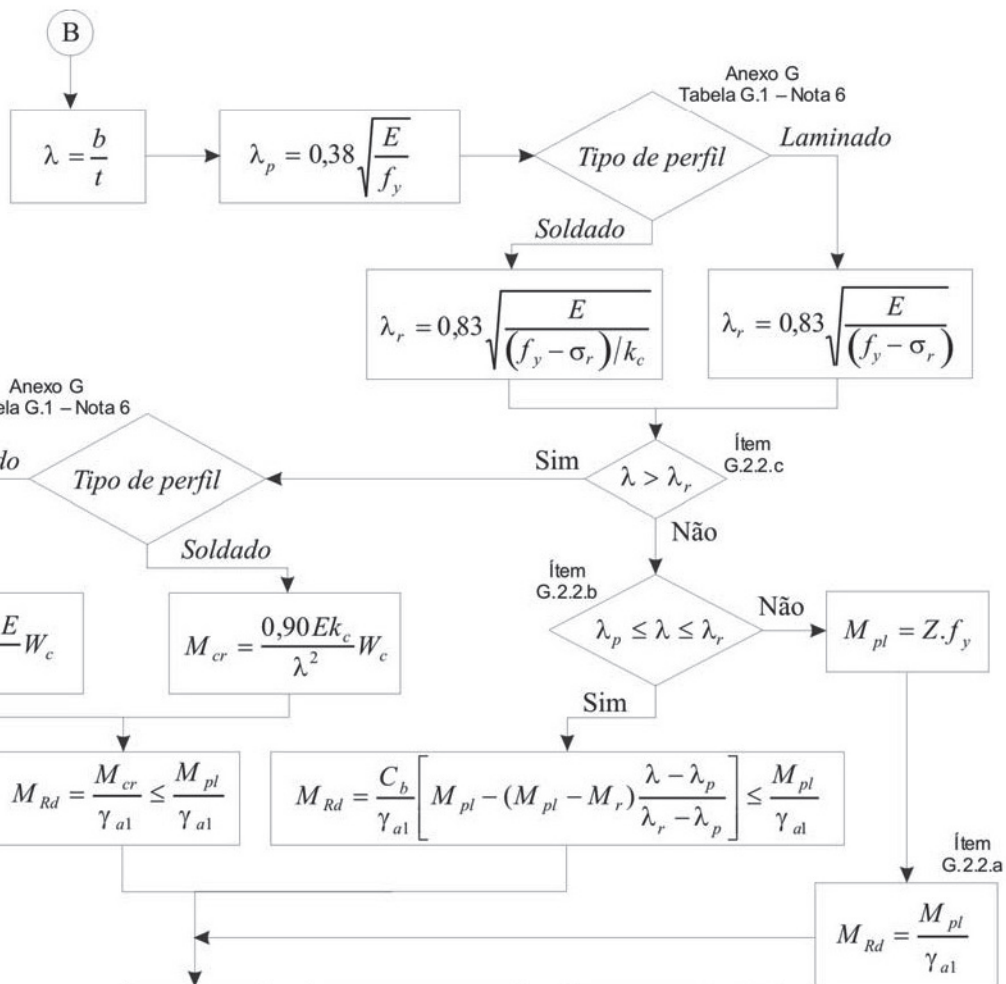 B
Anexo G
Tabela G.1 – Nota 6
λ = b/t
λ_p = 0,38 √(E/f_y)
Tipo de perfil
Laminado
Soldado
λ_r = 0,83 √(E/((f_y − σ_r)/k_c))
λ_r = 0,83 √(E/(f_y − σ_r))
Anexo G
ela G.1 – Nota 6
do
Tipo de perfil
Sim
λ > λ_r
Ítem
G.2.2.c
Não
Soldado
Ítem
G.2.2.b
λ_p ≤ λ ≤ λ_r
Não
M_pl = Z.f_y
E W_c
M_cr = (0,90 E k_c/λ²) W_c
Sim
M_Rd = M_cr/γ_a1 ≤ M_pl/γ_a1
M_Rd = C_b/γ_a1 [M_pl − (M_pl − M_r) (λ − λ_p)/(λ_r − λ_p)] ≤ M_pl/γ_a1
Ítem
G.2.2.a
M_Rd = M_pl/γ_a1